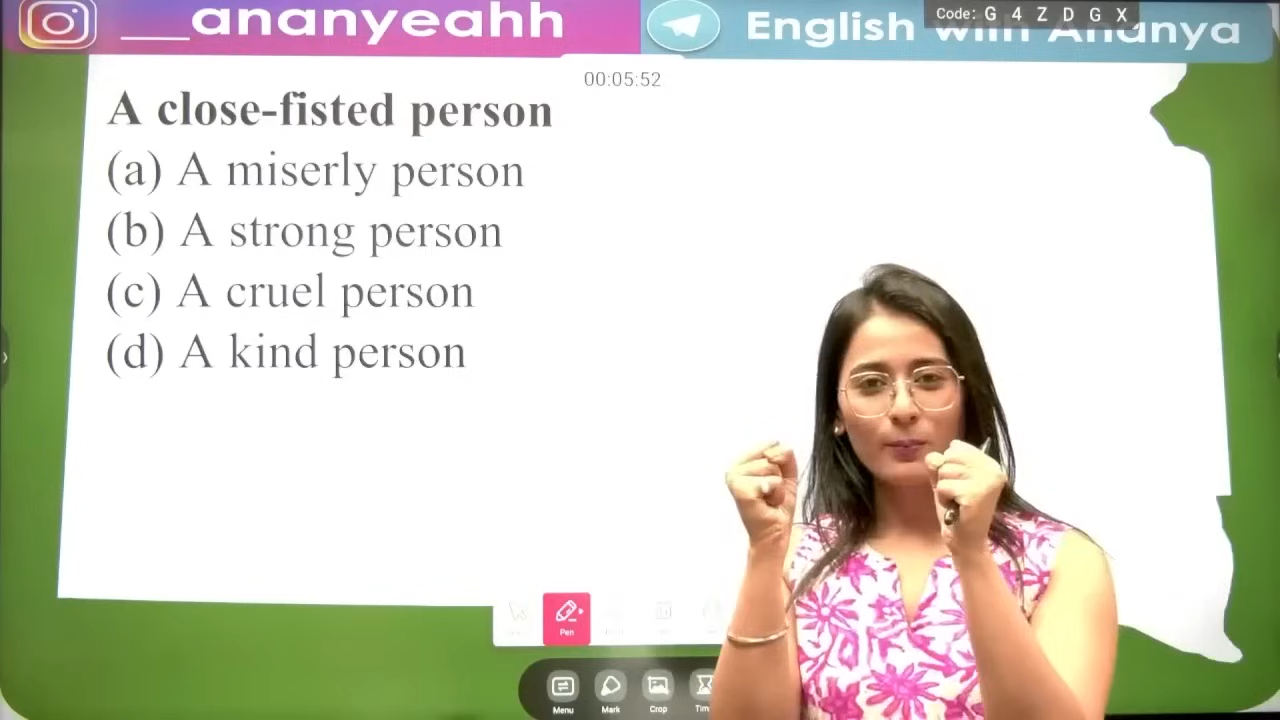 ___ananyeahh
English with Ananya
Code: G 4 Z D G X
00:05:52
A close-fisted person
(a) A miserly person
(b) A strong person
(c) A cruel person
(d) A kind person
Pen
Menu
Mark
Crop